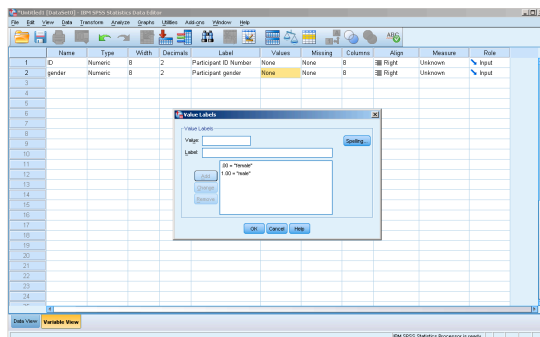 *Untitled1 [DataSet0] - IBM SPSS Statistics Data Editor
File Edit View Data Transform Analyze Graphs Utilities Add-ons Window Help
Name Type Width Decimals Label Values Missing Columns Align Measure Role
1 ID Numeric 8 2 Participant ID Number None None 8 Right Unknown Input
2 gender Numeric 8 2 Participant gender None None 8 Right Unknown Input
3
4
5
6
7
8
9
10
11
12
13
14
15
16
17
18
19
20
21
22
23
24
Value Labels
Value Labels
Value:
Spelling...
Label:
.00 = "female"
1.00 = "male"
Add
Change
Remove
OK Cancel Help
Data View Variable View
IBM SPSS Statistics Processor is ready